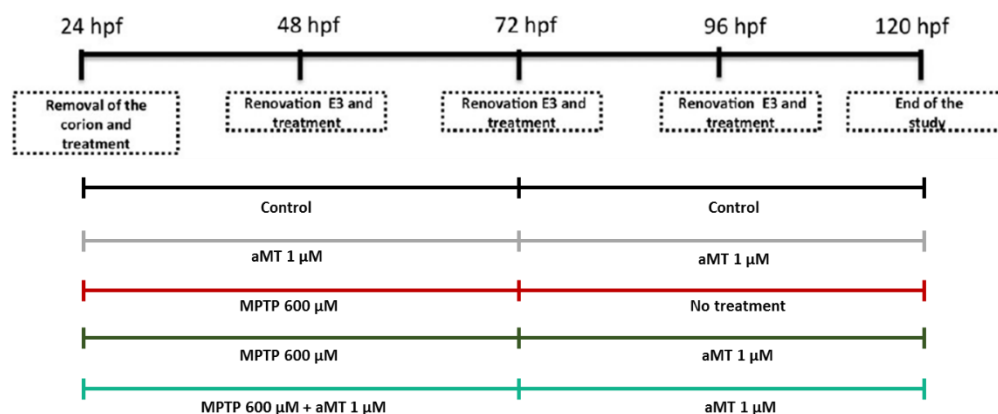 24 hpf 48 hpf 72 hpf 96 hpf 120 hpf
Removal of the
corion and
treatment
Renovation E3 and
treatment
Renovation E3 and
treatment
Renovation E3 and
treatment
End of the
study
Control Control
aMT 1 µM aMT 1 µM
MPTP 600 µM No treatment
MPTP 600 µM aMT 1 µM
MPTP 600 µM + aMT 1 µM aMT 1 µM